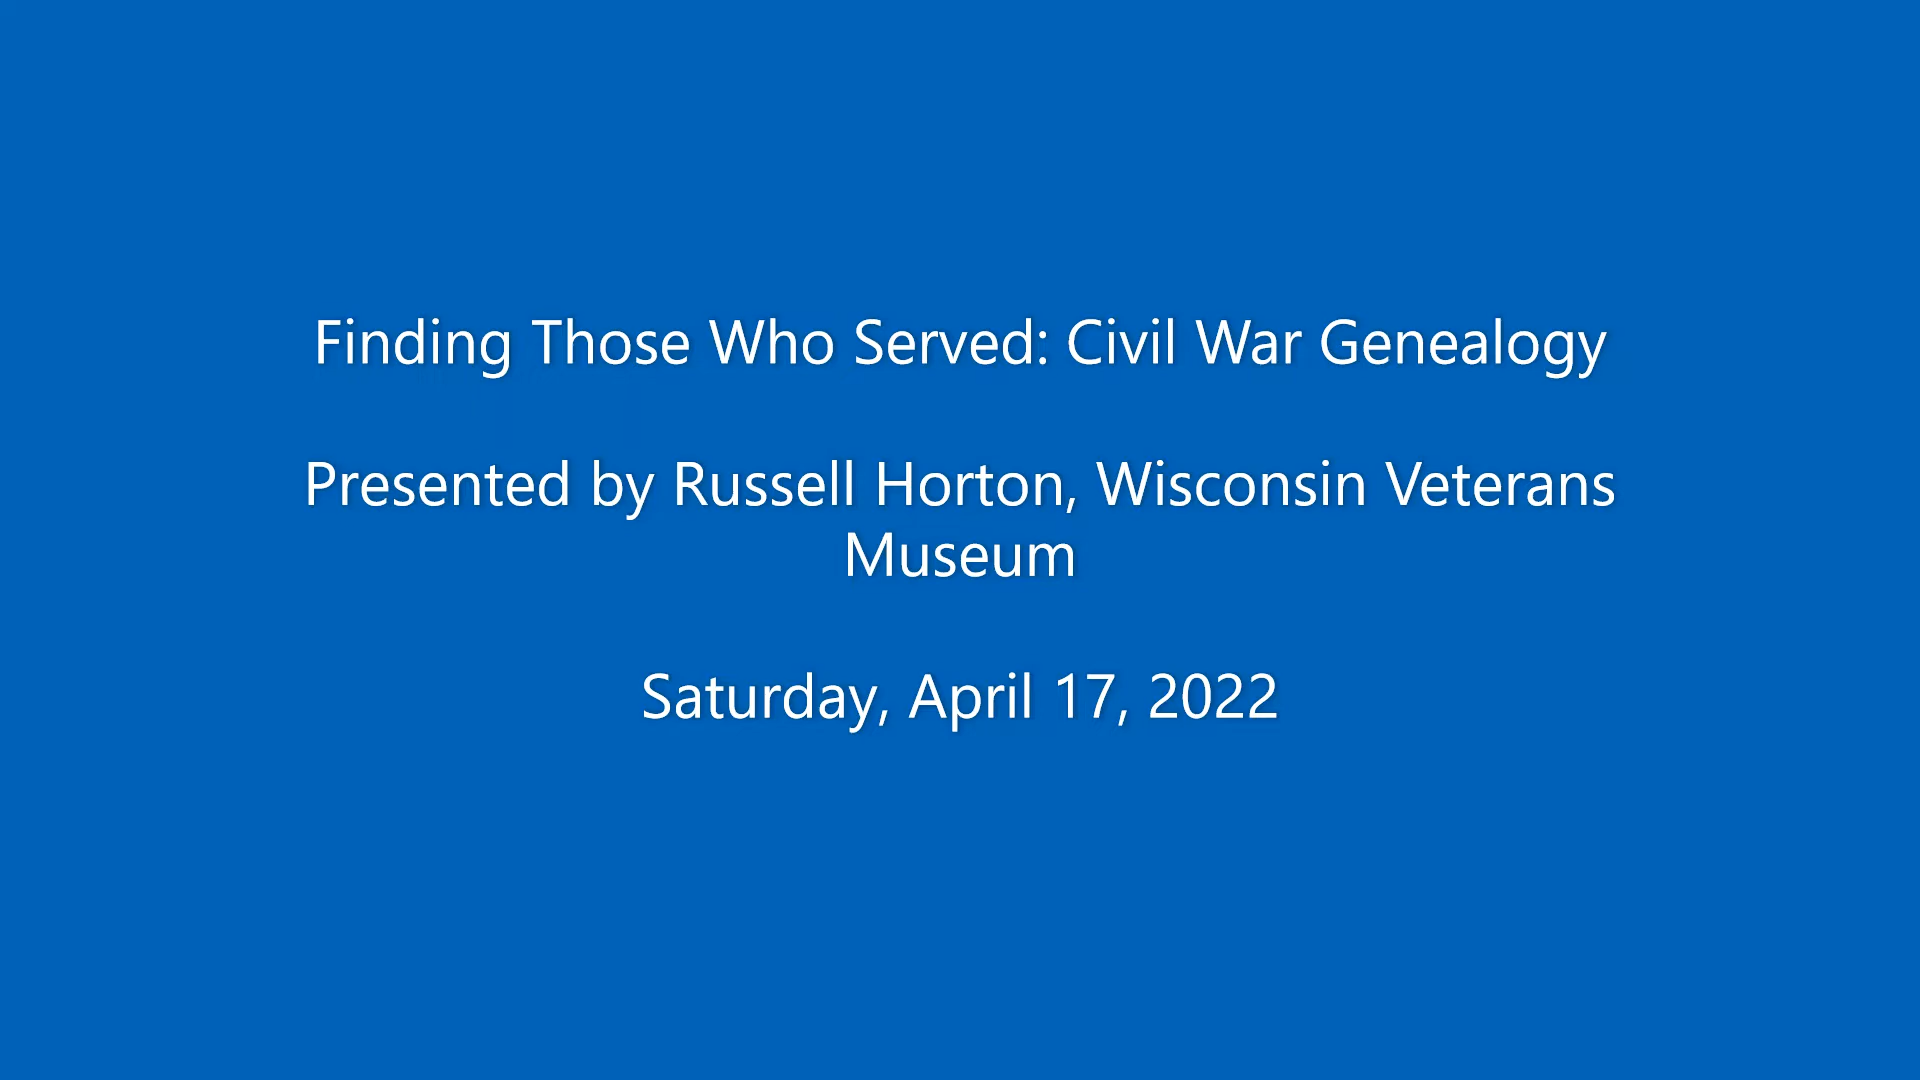 Finding Those Who Served: Civil War Genealogy
Presented by Russell Horton, Wisconsin Veterans
Museum
Saturday, April 17, 2022